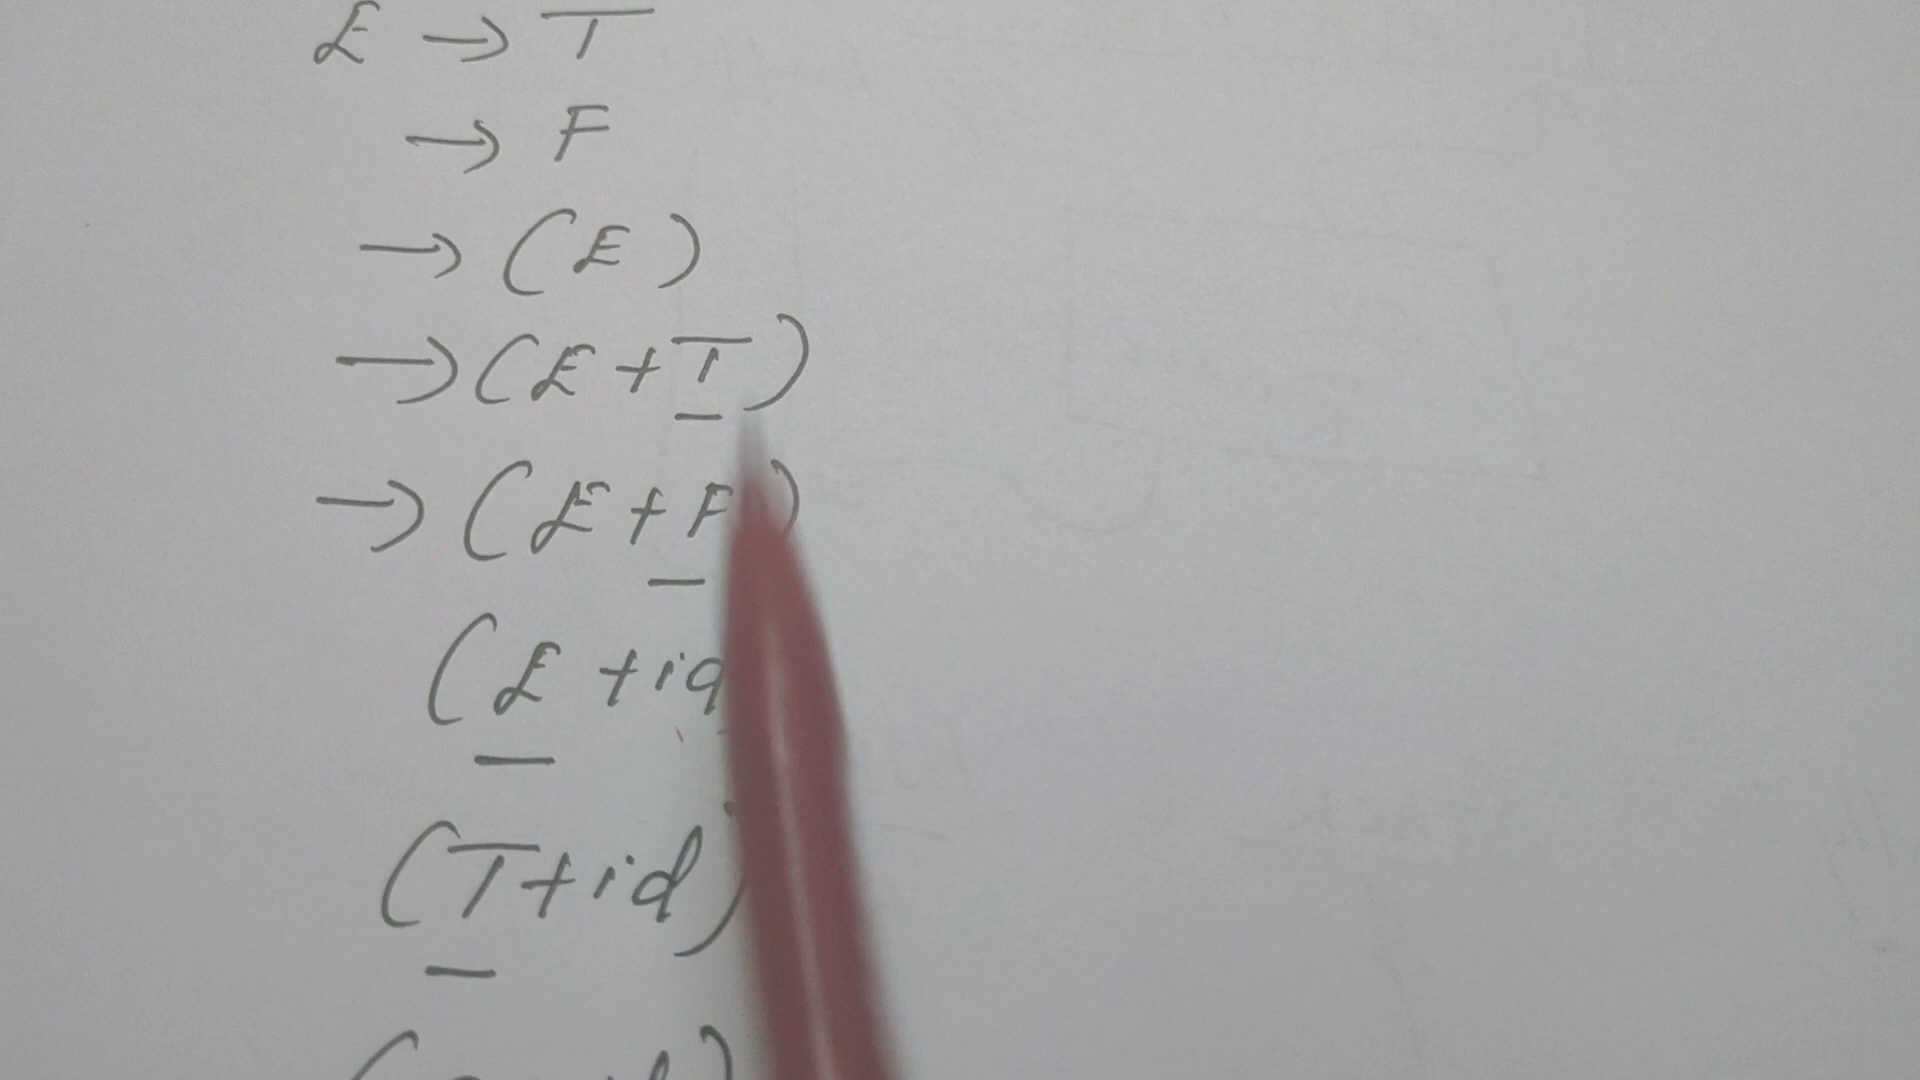 E → T
→ F
→ (E)
→ (E + T)
→ (E + F)
(E + id
(T + id)